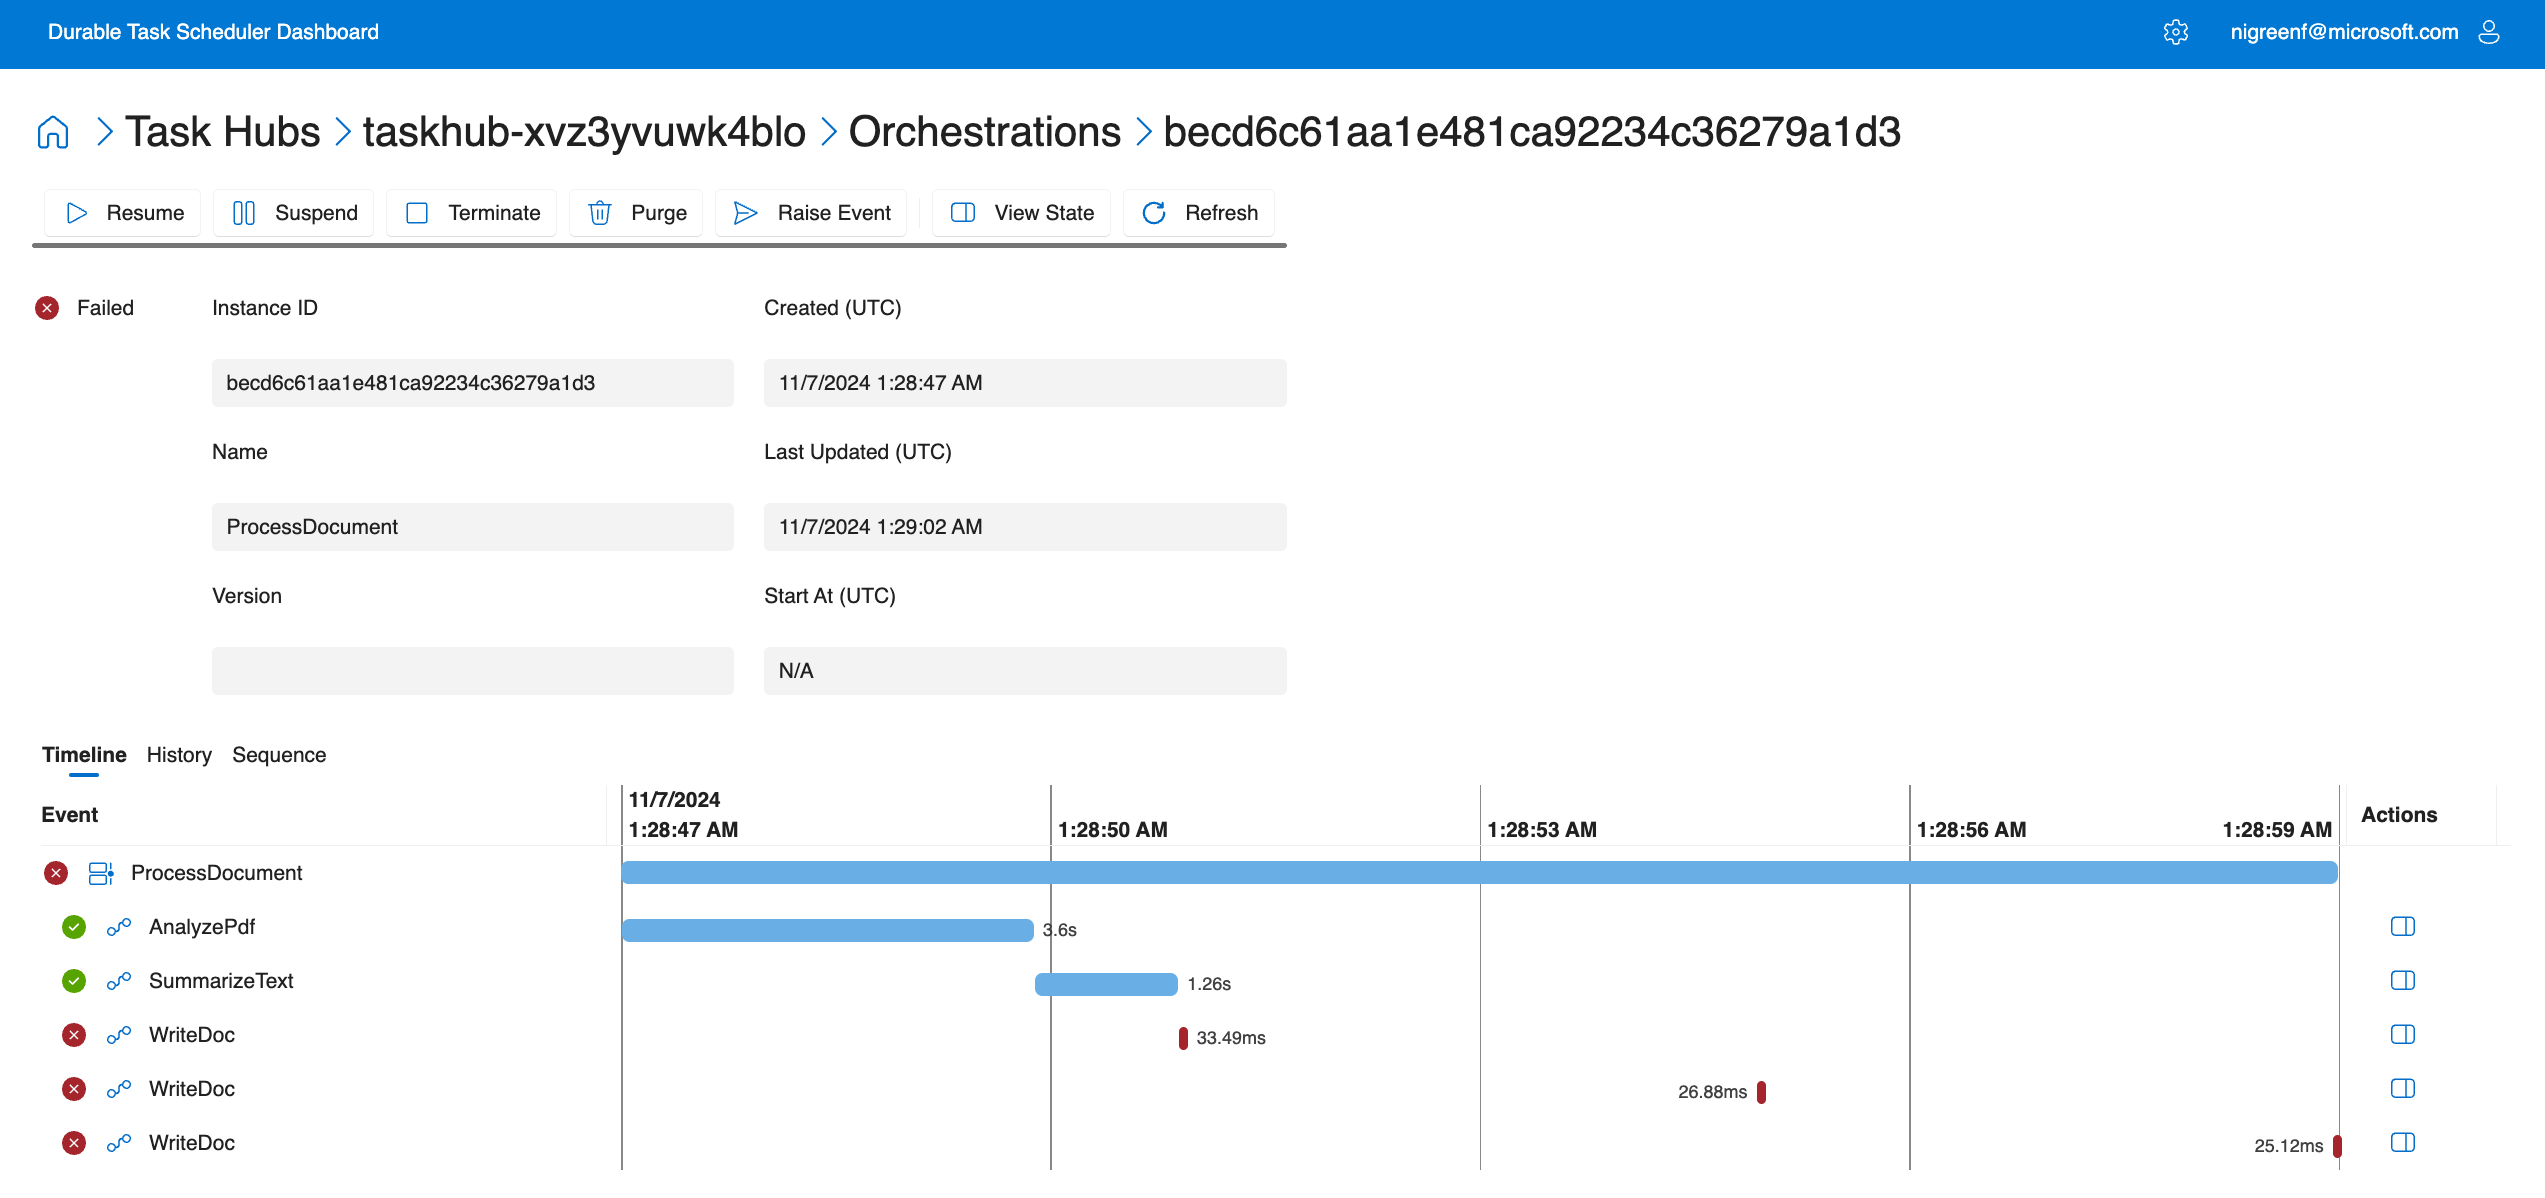 Durable Task Scheduler Dashboard
nigreenf@microsoft.com
Task Hubs > taskhub-xvz3yvuwk4blo > Orchestrations > becd6c61aa1e481ca92234c36279a1d3
Resume Suspend Terminate Purge Raise Event View State Refresh
Failed
Instance ID
Created (UTC)
becd6c61aa1e481ca92234c36279a1d3
11/7/2024 1:28:47 AM
Name
Last Updated (UTC)
ProcessDocument
11/7/2024 1:29:02 AM
Version
Start At (UTC)
N/A
Timeline History Sequence
Event
11/7/2024
1:28:47 AM
1:28:50 AM
1:28:53 AM
1:28:56 AM
1:28:59 AM
Actions
ProcessDocument
AnalyzePdf
3.6s
SummarizeText
1.26s
WriteDoc
33.49ms
WriteDoc
26.88ms
WriteDoc
25.12ms